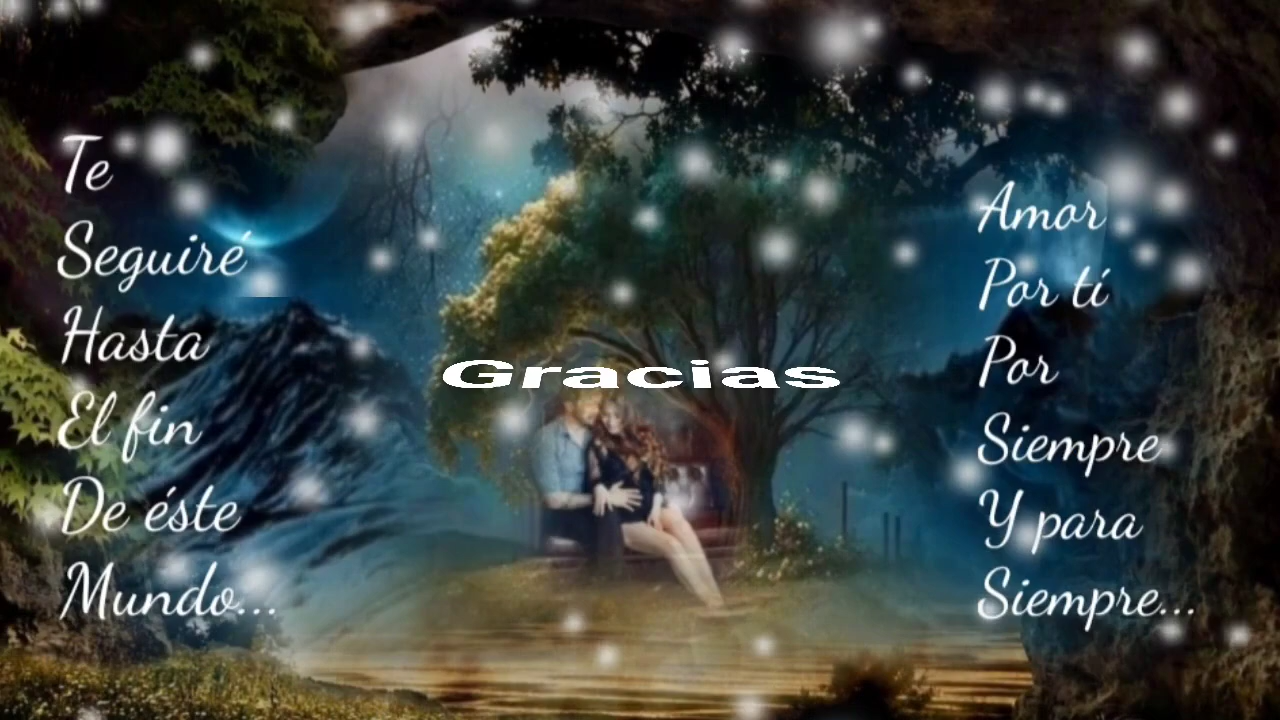 Te
Seguiré
Hasta
El fin
De éste
Mundo...
Gracias
Amor
Por tí
Por
Siempre
Y para
Siempre...